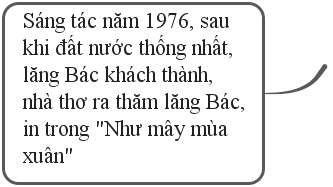 Sáng tác năm 1976, sau
khi đất nước thống nhất,
lăng Bác khách thành,
nhà thơ ra thăm lăng Bác,
in trong "Như mây mùa
xuân"